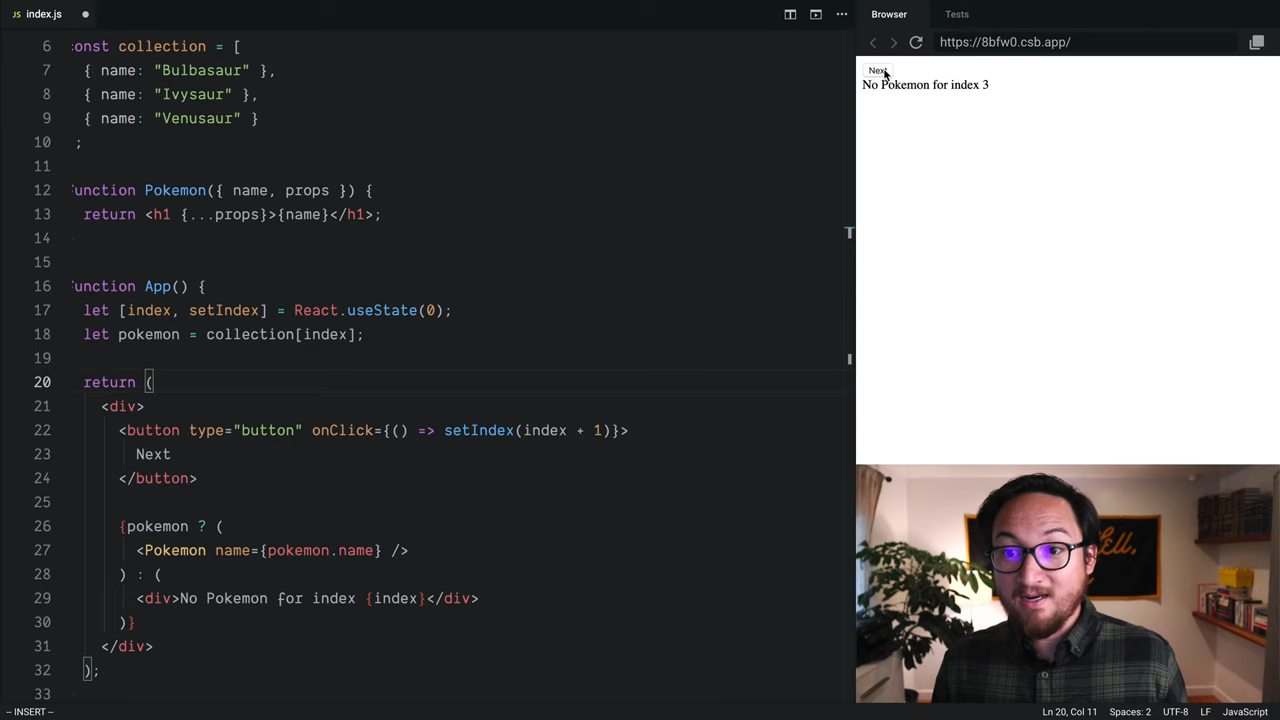 JS index.js
6 :onst collection = [
7 { name: "Bulbasaur" },
8 { name: "Ivysaur" },
9 { name: "Venusaur" }
10 ;
11
12 :unction Pokemon({ name, props }) {
13 return <h1 {...props}>{name}</h1>;
14
15
16 :unction App() {
17 let [index, setIndex] = React.useState(0);
18 let pokemon = collection[index];
19
20 return (
21 <div>
22 <button type="button" onClick={() => setIndex(index + 1)}>
23 Next
24 </button>
25
26 {pokemon ? (
27 <Pokemon name={pokemon.name} />
28 ) : (
29 <div>No Pokemon for index {index}</div>
30 )}
31 </div>
32 );
33
-- INSERT --
Browser Tests
https://8bfw0.csb.app/
Next
No Pokemon for index 3
Ln 20, Col 11 Spaces: 2 UTF-8 LF JavaScript